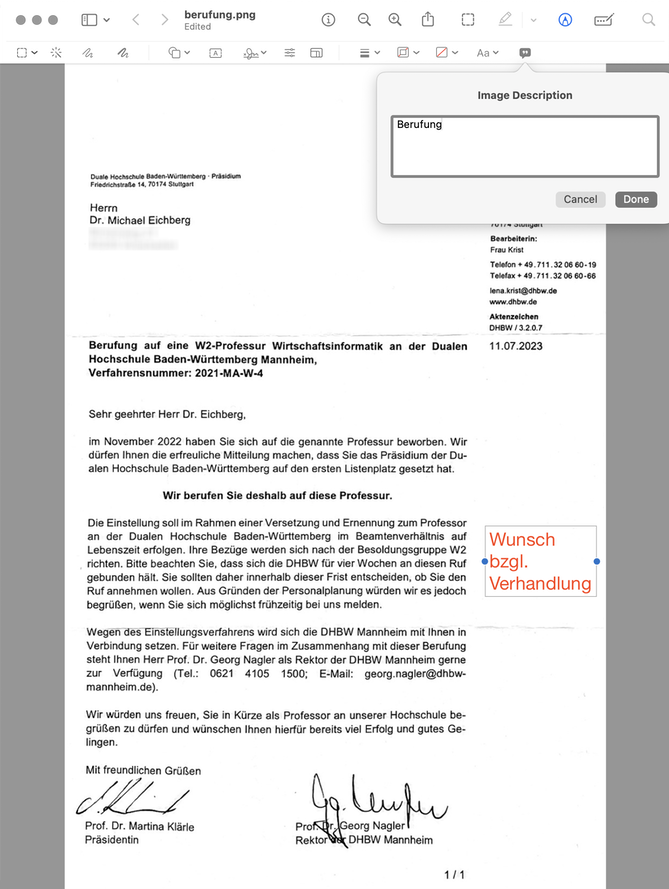 berufung.png
Edited
Aa
Image Description
Berufung
Cancel
Done
Duale Hochschule Baden-Württemberg · Präsidium
Friedrichstraße 14, 70174 Stuttgart
Herrn
Dr. Michael Eichberg
70174 Stuttgart
Bearbeiterin:
Frau Krist
Telefon + 49.711.32 06 60-19
Telefax + 49.711.32 06 60-66
lena.krist@dhbw.de
www.dhbw.de
Aktenzeichen
DHBW / 3.2.0.7
11.07.2023
Berufung auf eine W2-Professur Wirtschaftsinformatik an der Dualen
Hochschule Baden-Württemberg Mannheim,
Verfahrensnummer: 2021-MA-W-4
Sehr geehrter Herr Dr. Eichberg,
im November 2022 haben Sie sich auf die genannte Professur beworben. Wir
dürfen Ihnen die erfreuliche Mitteilung machen, dass Sie das Präsidium der Du-
alen Hochschule Baden-Württemberg auf den ersten Listenplatz gesetzt hat.
Wir berufen Sie deshalb auf diese Professur.
Die Einstellung soll im Rahmen einer Versetzung und Ernennung zum Professor
an der Dualen Hochschule Baden-Württemberg im Beamtenverhältnis auf
Lebenszeit erfolgen. Ihre Bezüge werden sich nach der Besoldungsgruppe W2
richten. Bitte beachten Sie, dass sich die DHBW für vier Wochen an diesen Ruf
gebunden hält. Sie sollten daher innerhalb dieser Frist entscheiden, ob Sie den
Ruf annehmen wollen. Aus Gründen der Personalplanung würden wir es jedoch
begrüßen, wenn Sie sich möglichst frühzeitig bei uns melden.
Wunsch
bzgl.
Verhandlung
Wegen des Einstellungsverfahrens wird sich die DHBW Mannheim mit Ihnen in
Verbindung setzen. Für weitere Fragen im Zusammenhang mit dieser Berufung
steht Ihnen Herr Prof. Dr. Georg Nagler als Rektor der DHBW Mannheim gerne
zur Verfügung (Tel.: 0621 4105 1500; E-Mail: georg.nagler@dhbw-
mannheim.de).
Wir würden uns freuen, Sie in Kürze als Professor an unserer Hochschule be-
grüßen zu dürfen und wünschen Ihnen hierfür bereits viel Erfolg und gutes Ge-
lingen.
Mit freundlichen Grüßen
Prof. Dr. Martina Klärle
Präsidentin
Prof. Dr. Georg Nagler
Rektor der DHBW Mannheim
1 / 1